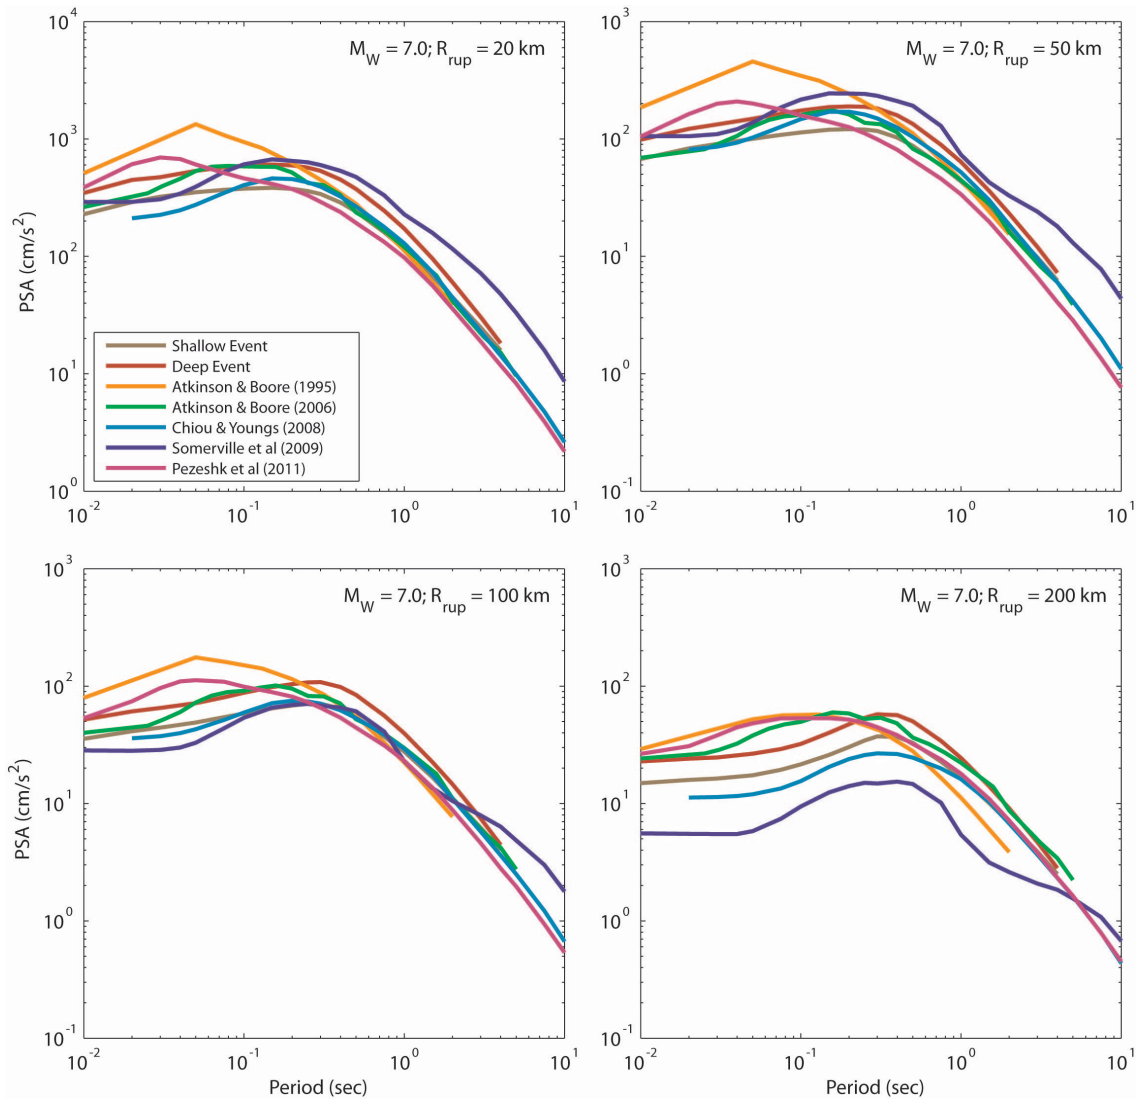 M_W = 7.0; R_rup = 20 km
10^4
10^3
10^2
10^1
10^0
PSA (cm/s^2)
Shallow Event
Deep Event
Atkinson & Boore (1995)
Atkinson & Boore (2006)
Chiou & Youngs (2008)
Somerville et al (2009)
Pezeshk et al (2011)
10^-2 10^-1 10^0 10^1
M_W = 7.0; R_rup = 50 km
10^3
10^2
10^1
10^0
10^-1
10^-2 10^-1 10^0 10^1
M_W = 7.0; R_rup = 100 km
10^3
10^2
10^1
10^0
10^-1
PSA (cm/s^2)
10^-2 10^-1 10^0 10^1
Period (sec)
M_W = 7.0; R_rup = 200 km
10^3
10^2
10^1
10^0
10^-1
10^-2 10^-1 10^0 10^1
Period (sec)